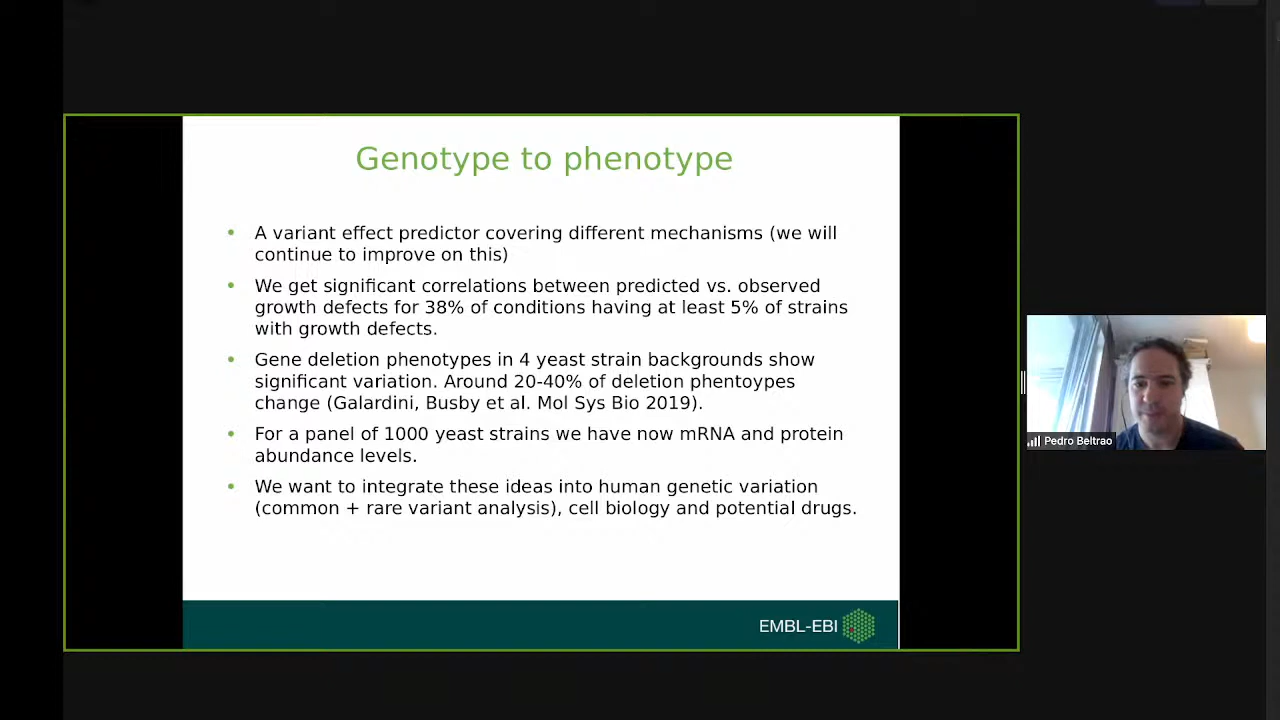 Genotype to phenotype
• A variant effect predictor covering different mechanisms (we will
continue to improve on this)
• We get significant correlations between predicted vs. observed
growth defects for 38% of conditions having at least 5% of strains
with growth defects.
• Gene deletion phenotypes in 4 yeast strain backgrounds show
significant variation. Around 20-40% of deletion phentoypes
change (Galardini, Busby et al. Mol Sys Bio 2019).
• For a panel of 1000 yeast strains we have now mRNA and protein
abundance levels.
• We want to integrate these ideas into human genetic variation
(common + rare variant analysis), cell biology and potential drugs.
EMBL-EBI
Pedro Beltrao